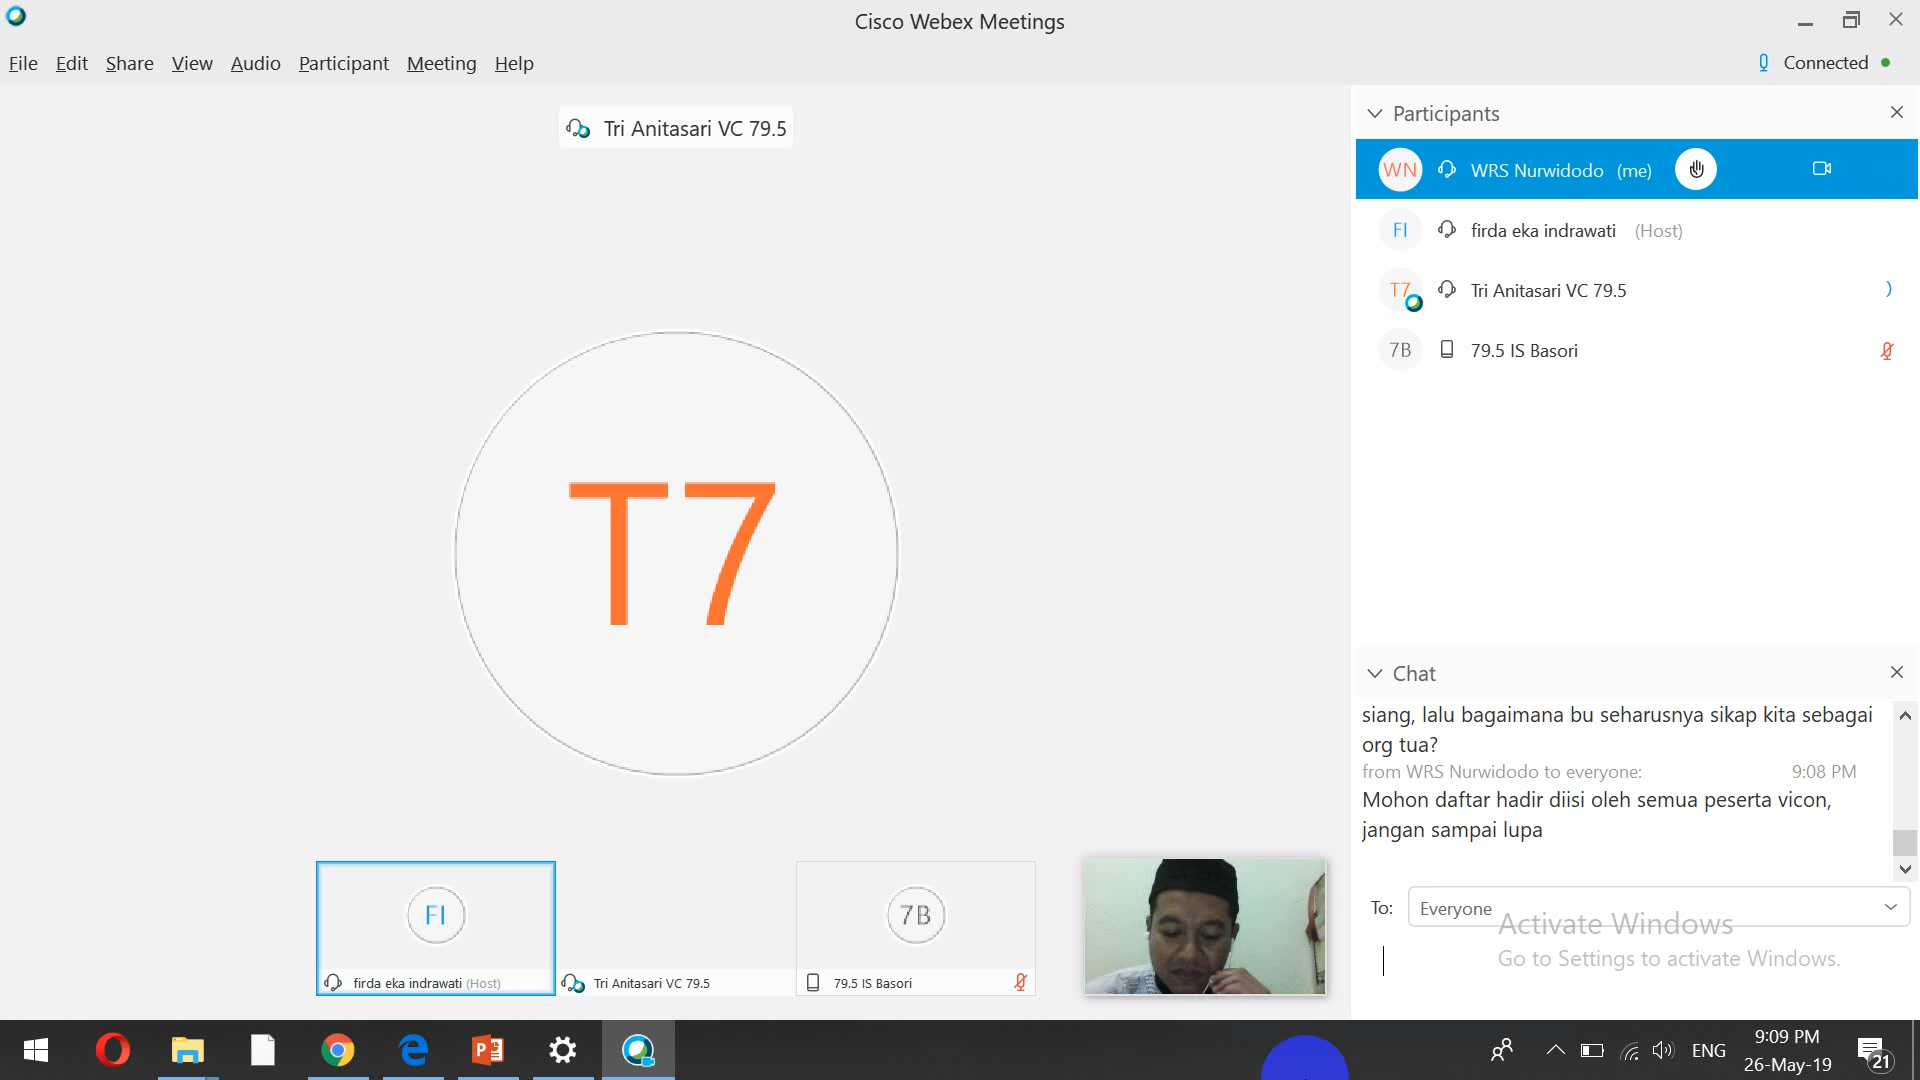 Cisco Webex Meetings
File Edit Share View Audio Participant Meeting Help
Connected
Tri Anitasari VC 79.5
T7
FI
firda eka indrawati (Host)
Tri Anitasari VC 79.5
7B
79.5 IS Basori
Participants
WN WRS Nurwidodo (me)
FI firda eka indrawati (Host)
T7 Tri Anitasari VC 79.5
7B 79.5 IS Basori
Chat
siang, lalu bagaimana bu seharusnya sikap kita sebagai
org tua?
from WRS Nurwidodo to everyone: 9:08 PM
Mohon daftar hadir diisi oleh semua peserta vicon,
jangan sampai lupa
To: Everyone
Activate Windows
Go to Settings to activate Windows.
ENG
9:09 PM
26-May-19
21